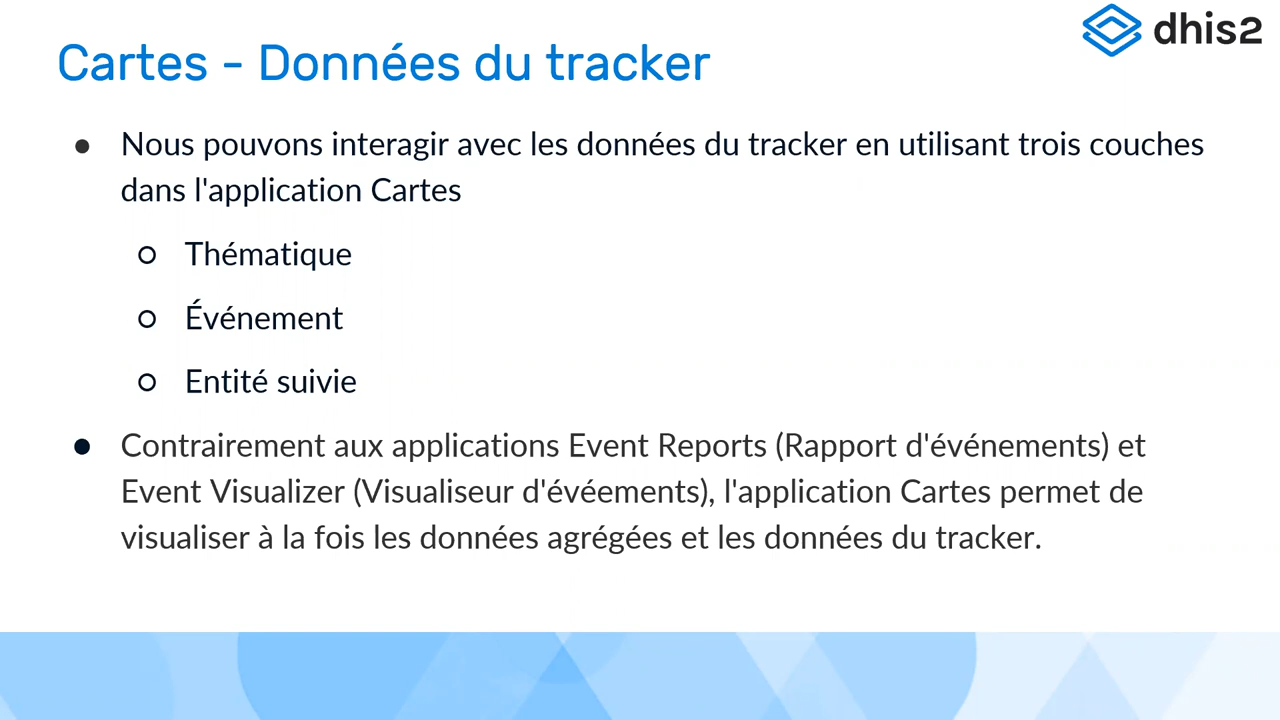 dhis2
Cartes - Données du tracker
● Nous pouvons interagir avec les données du tracker en utilisant trois couches
dans l'application Cartes
○ Thématique
○ Événement
○ Entité suivie
● Contrairement aux applications Event Reports (Rapport d'événements) et
Event Visualizer (Visualiseur d'évéements), l'application Cartes permet de
visualiser à la fois les données agrégées et les données du tracker.